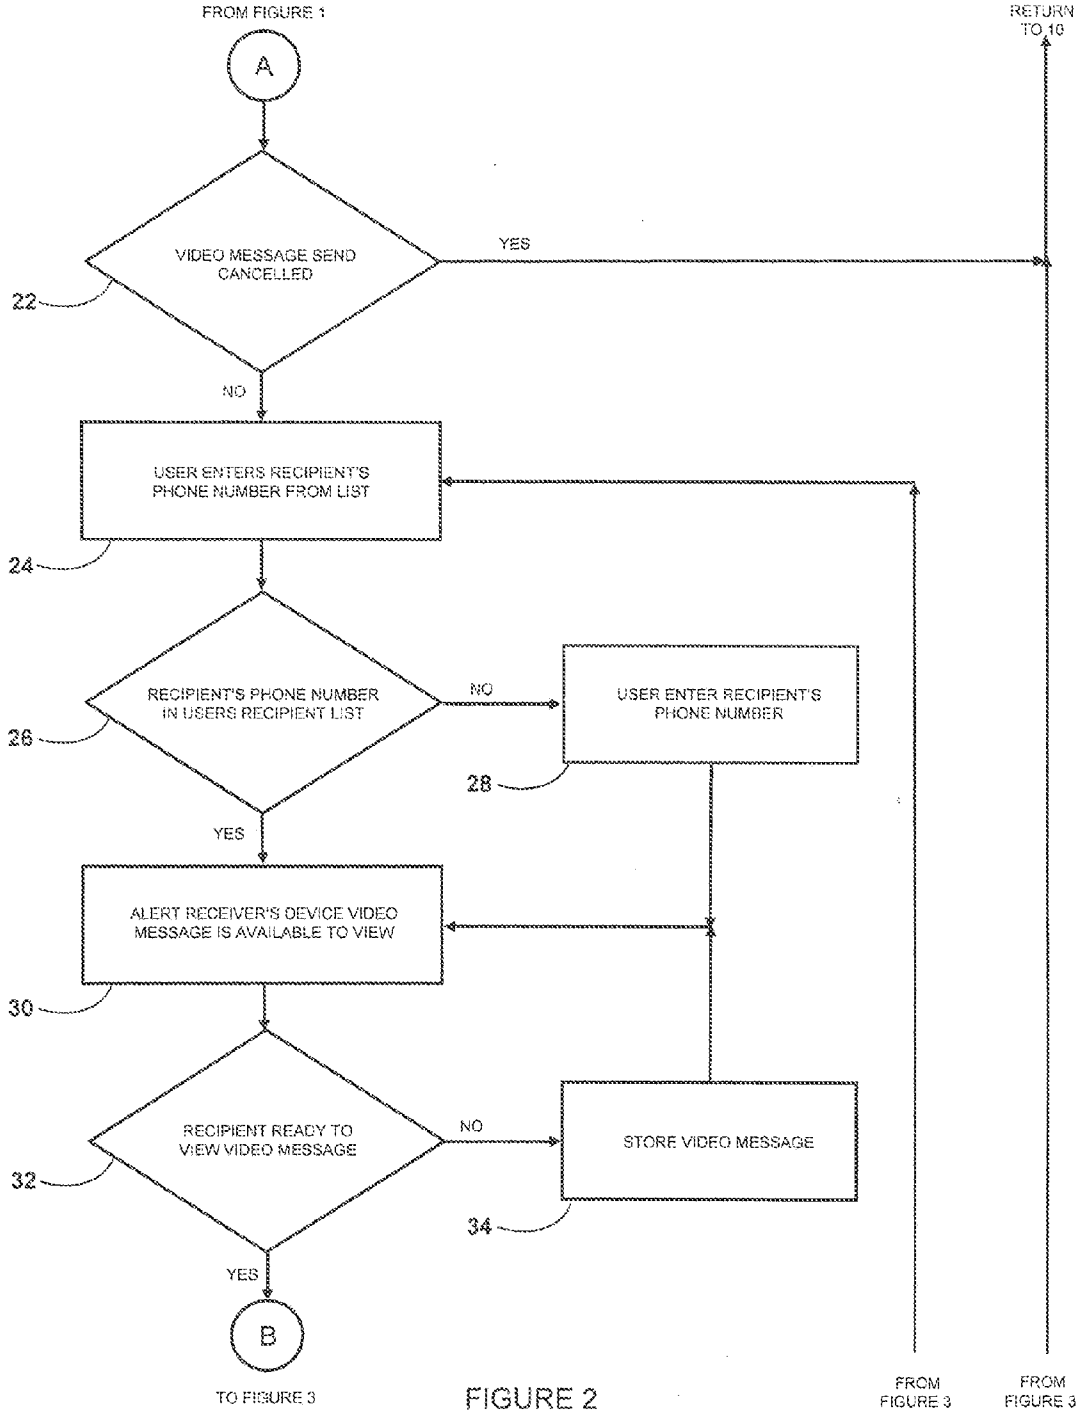 FROM FIGURE 1
RETURN
TO 10
A
VIDEO MESSAGE SEND
CANCELLED
YES
22
NO
USER ENTERS RECIPIENT'S
PHONE NUMBER FROM LIST
24
RECIPIENT'S PHONE NUMBER
IN USERS RECIPIENT LIST
NO
USER ENTER RECIPIENT'S
PHONE NUMBER
26
28
YES
ALERT RECEIVER'S DEVICE VIDEO
MESSAGE IS AVAILABLE TO VIEW
30
RECIPIENT READY TO
VIEW VIDEO MESSAGE
NO
STORE VIDEO MESSAGE
32
34
YES
B
TO FIGURE 3
FIGURE 2
FROM
FIGURE 3
FROM
FIGURE 3